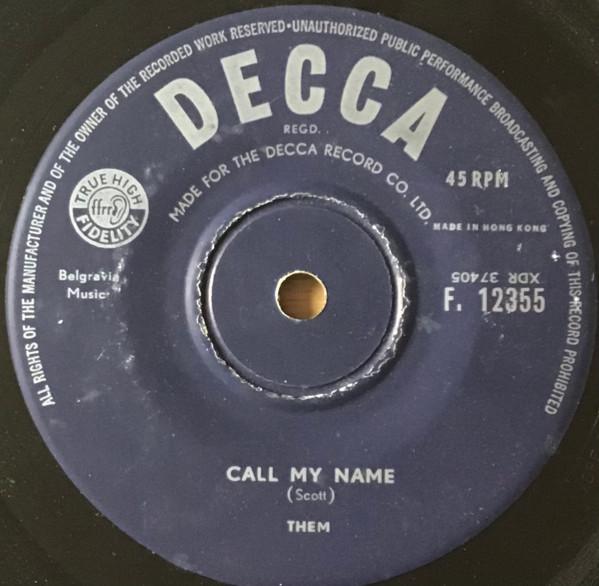 ALL RIGHTS OF THE MANUFACTURER AND OF THE OWNER OF THE RECORDED WORK RESERVED•UNAUTHORIZED PUBLIC PERFORMANCE BROADCASTING AND COPYING OF THIS RECORD PROHIBITED
DECCA
REGD.
MADE FOR THE DECCA RECORD CO. LTD.
45 RPM
TRUE HIGH
ffrr
FIDELITY
MADE IN HONG KONG
Belgravia
Music
XDR 37405
F. 12355
CALL MY NAME
(Scott)
THEM